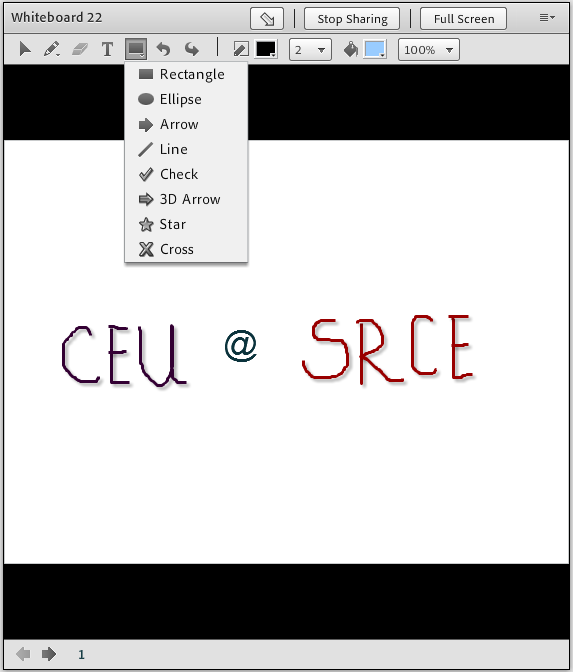 Whiteboard 22 Stop Sharing Full Screen
T 2 100%
Rectangle
Ellipse
Arrow
Line
Check
3D Arrow
Star
Cross
CEU @ SRCE
1